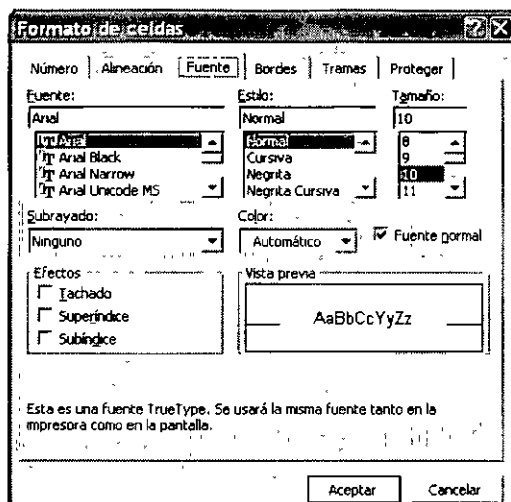 Formato de celdas
Número Alineación Fuente Bordes Tramas Proteger
Fuente: Estilo: Tamaño:
Arial Normal 10
Arial Normal 8
Arial Black Cursiva 9
Arial Narrow Negrita 10
Arial Unicode MS Negrita Cursiva 11
Subrayado: Color:
Ninguno Automático Fuente normal
Efectos Vista previa
Tachado
Superíndice AaBbCcYyZz
Subíndice
Esta es una fuente TrueType. Se usará la misma fuente tanto en la
impresora como en la pantalla.
Aceptar Cancelar